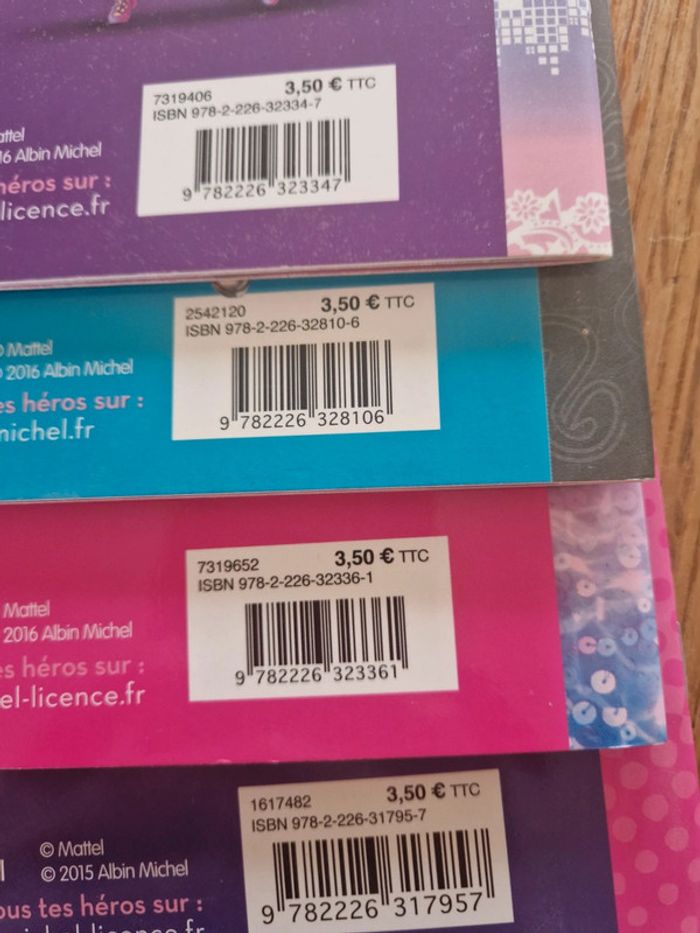 7319406 3,50 € TTC
ISBN 978-2-226-32334-7
9 782226 323347
Albin Michel
héros sur :
licence.fr
2542120 3,50 € TTC
ISBN 978-2-226-32810-6
9 782226 328106
Mattel
2016 Albin Michel
héros sur :
michel.fr
7319652 3,50 € TTC
ISBN 978-2-226-32336-1
9 782226 323361
Mattel
2016 Albin Michel
héros sur :
el-licence.fr
1617482 3,50 € TTC
ISBN 978-2-226-31795-7
9 782226 317957
© Mattel
© 2015 Albin Michel
ous tes héros sur :